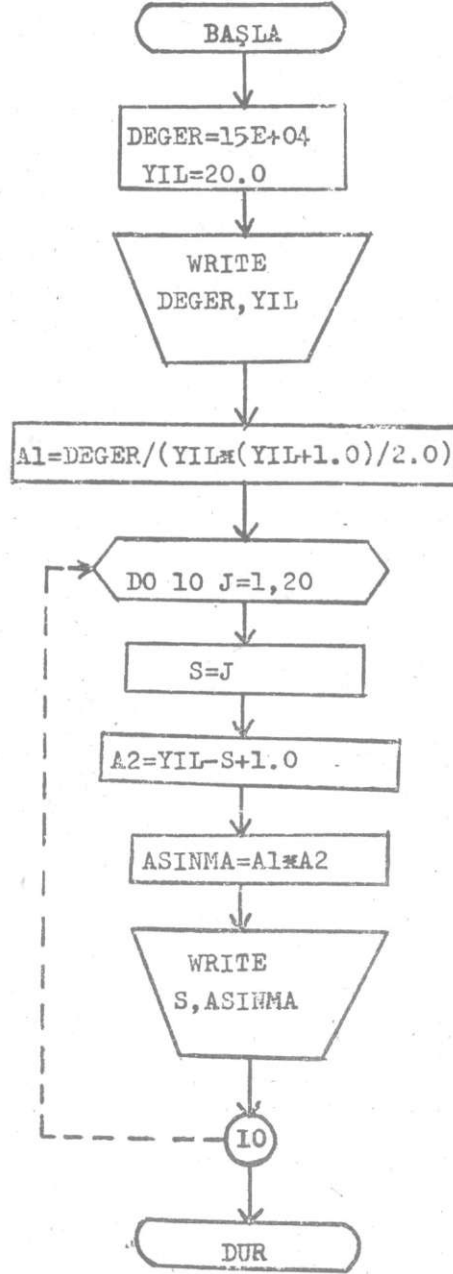 BAŞLA
DEGER=15E+04
YIL=20.0
WRITE
DEGER,YIL
A1=DEGER/(YIL*(YIL+1.0)/2.0)
DO 10 J=1,20
S=J
A2=YIL-S+1.0
ASINMA=A1*A2
WRITE
S,ASINMA
10
DUR